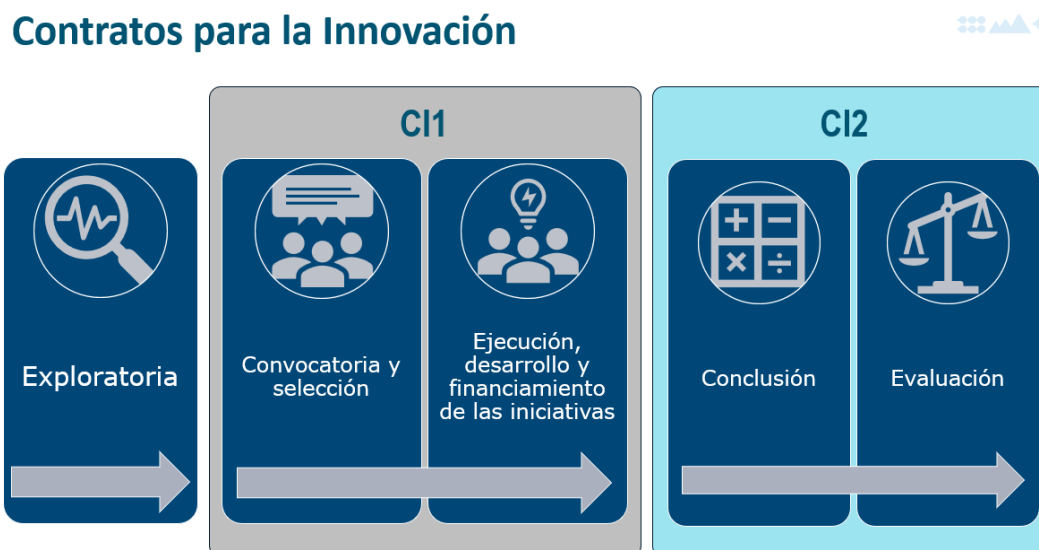 Contratos para la Innovación
CI1
CI2
Exploratoria
Convocatoria y
selección
Ejecución,
desarrollo y
financiamiento
de las iniciativas
Conclusión
Evaluación